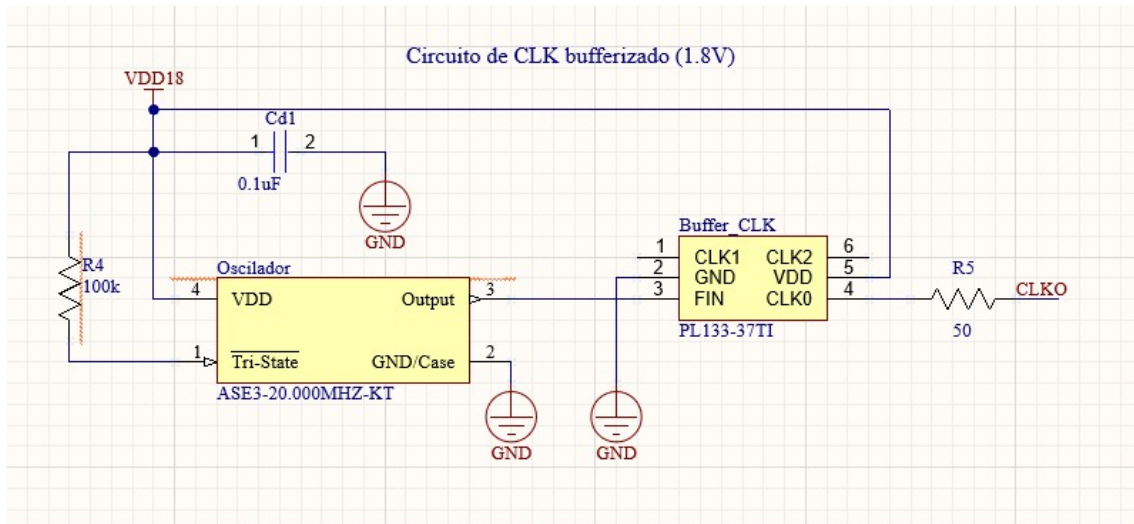 Circuito de CLK bufferizado (1.8V)
VDD18
Cd1
1 2
0.1uF
GND
R4
100k
Oscilador
4 VDD Output 3
1 Tri-State GND/Case 2
ASE3-20.000MHZ-KT
GND
Buffer_CLK
1 CLK1 CLK2 6
2 GND VDD 5
3 FIN CLK0 4
PL133-37TI
GND
R5
50
CLKO